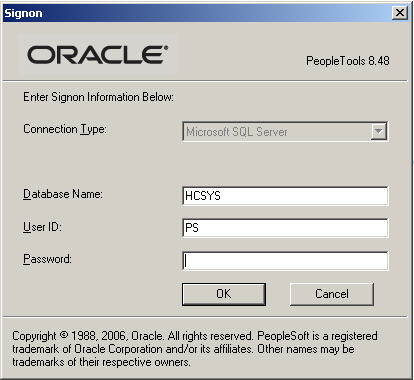 Signon
ORACLE®
PeopleTools 8.48
Enter Signon Information Below:
Connection Type:
Microsoft SQL Server
Database Name:
HCSYS
User ID:
PS
Password:
OK
Cancel
Copyright © 1988, 2006, Oracle. All rights reserved. PeopleSoft is a registered
trademark of Oracle Corporation and/or its affiliates. Other names may be
trademarks of their respective owners.